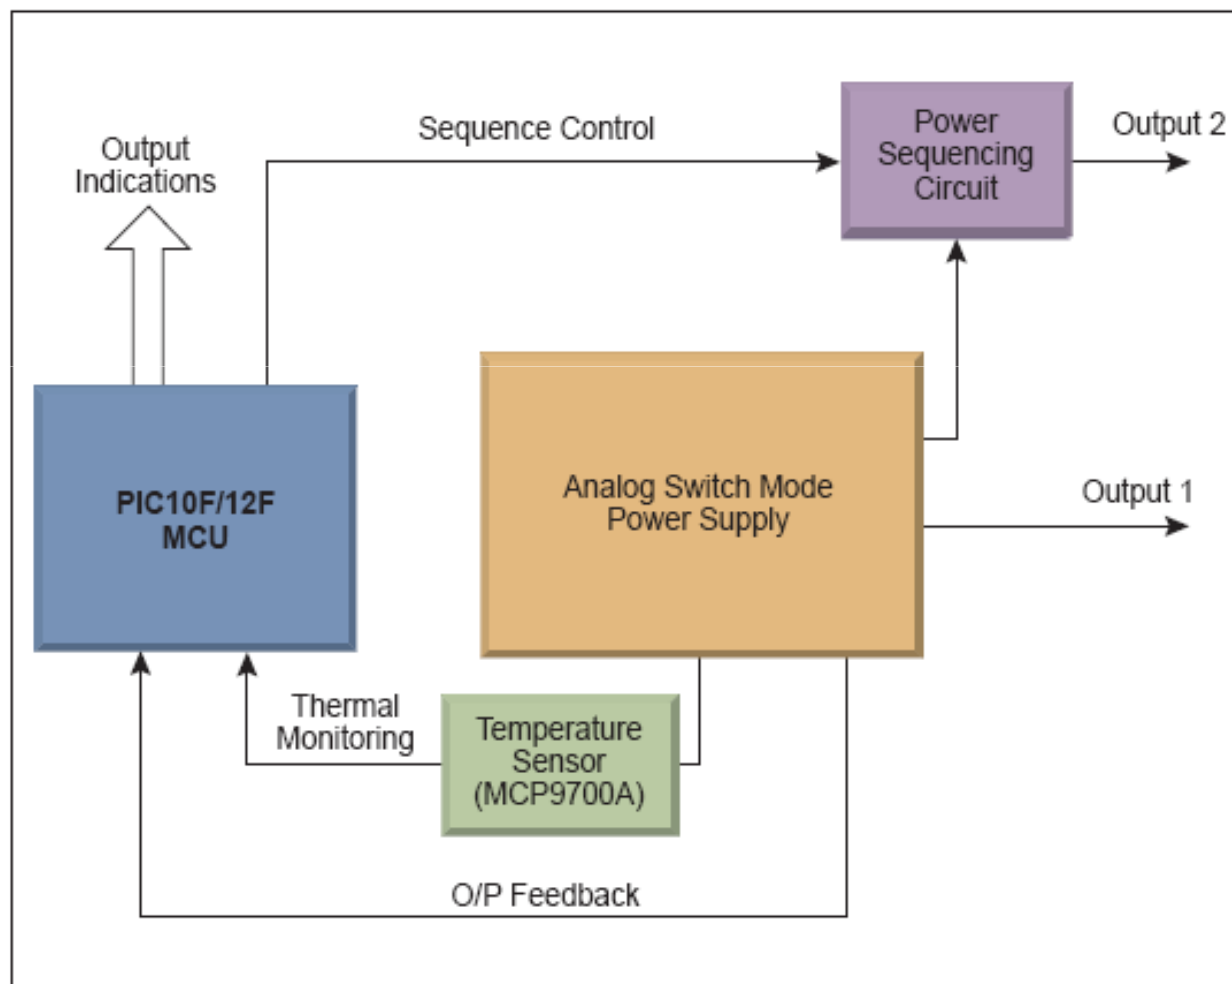 Output
Indications
Sequence Control
Power
Sequencing
Circuit
Output 2
PIC10F/12F
MCU
Analog Switch Mode
Power Supply
Output 1
Thermal
Monitoring
Temperature
Sensor
(MCP9700A)
O/P Feedback